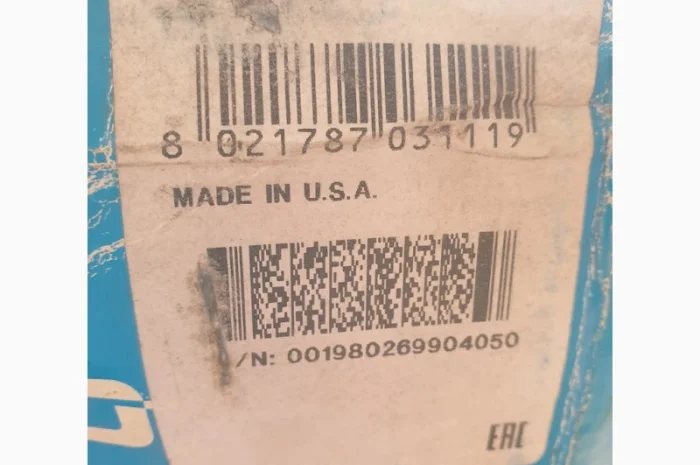 8 021787 031119
MADE IN U.S.A.
/N: 001980269904050
EAC